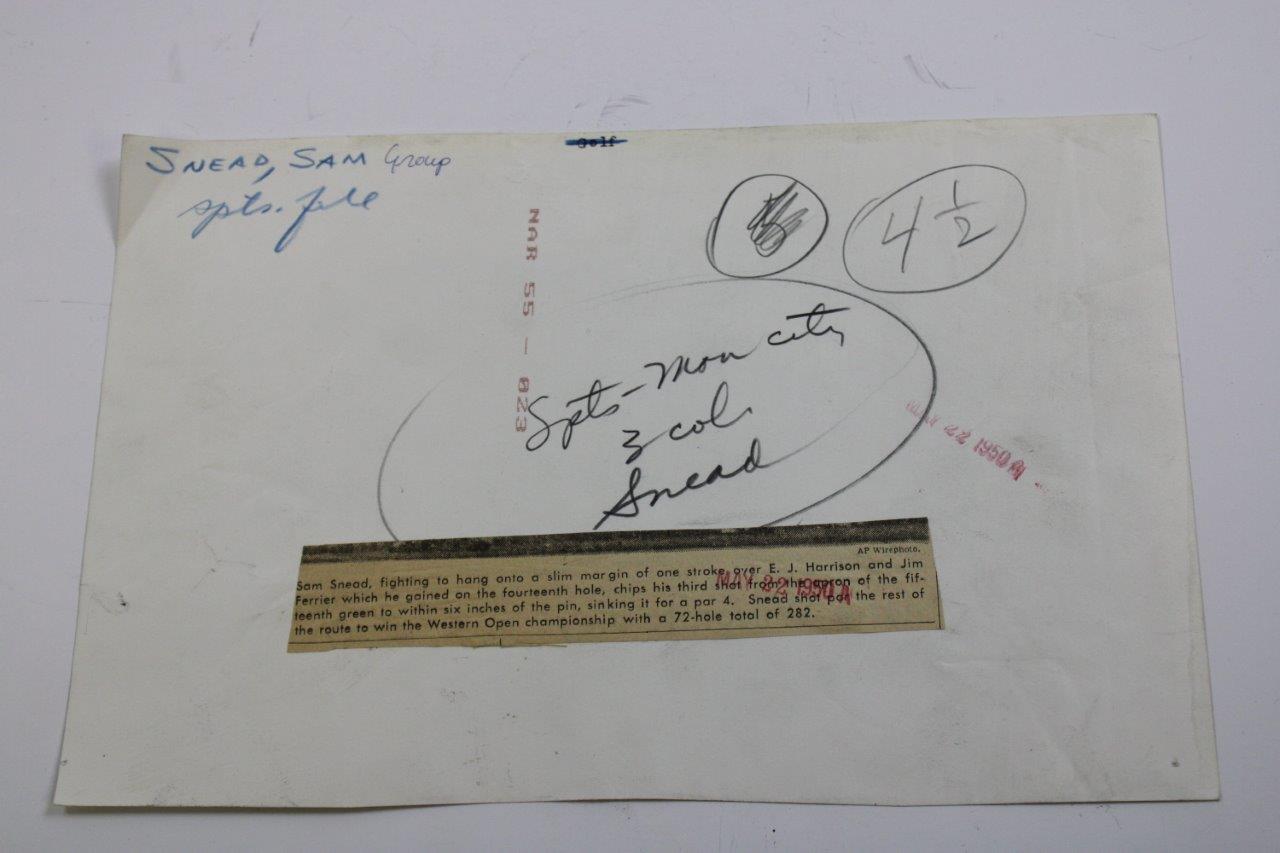 Golf
SNEAD, SAM Group
spts. file
4 1/2
NAR 55 - 023
Spts - Mon city
3 col.
Snead
22 1950
AP Wirephoto.
Sam Snead, fighting to hang onto a slim margin of one stroke over E. J. Harrison and Jim
Ferrier which he gained on the fourteenth hole, chips his third shot from the apron of the fif-
teenth green to within six inches of the pin, sinking it for a par 4. Snead shot par the rest of
the route to win the Western Open championship with a 72-hole total of 282.
MAY 22 1950